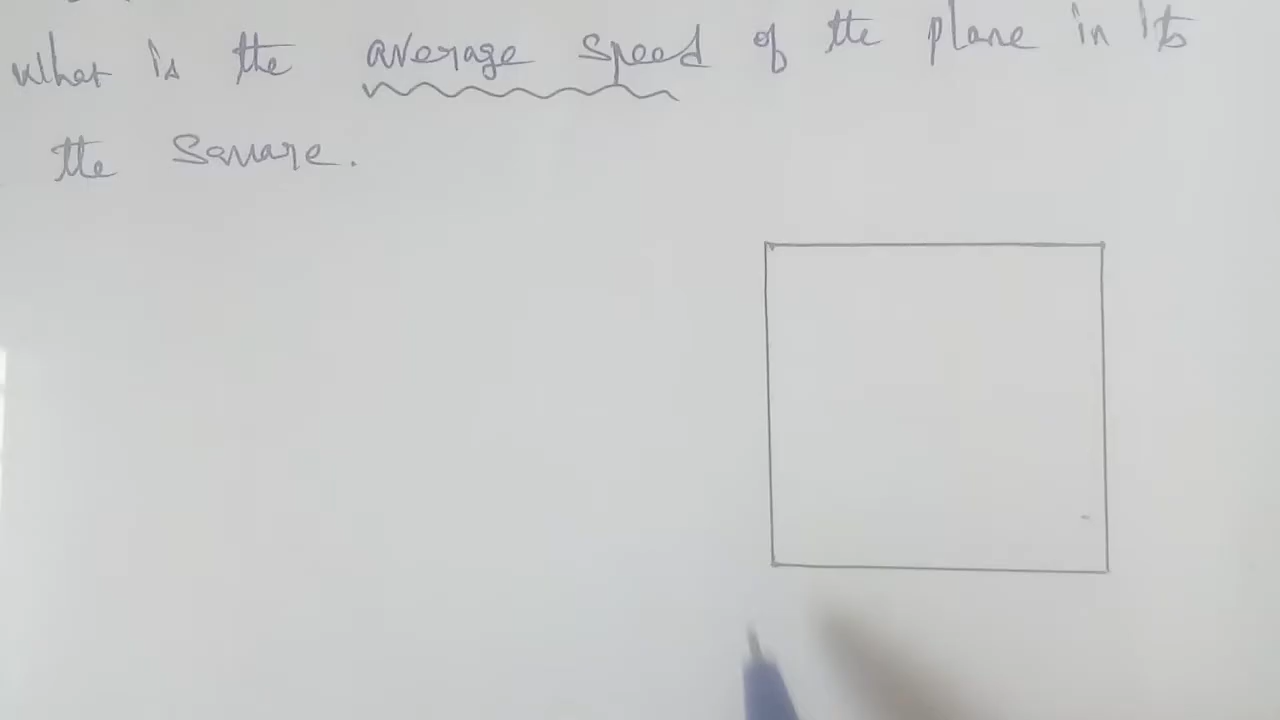 what is the average speed of the plane in its
the square.